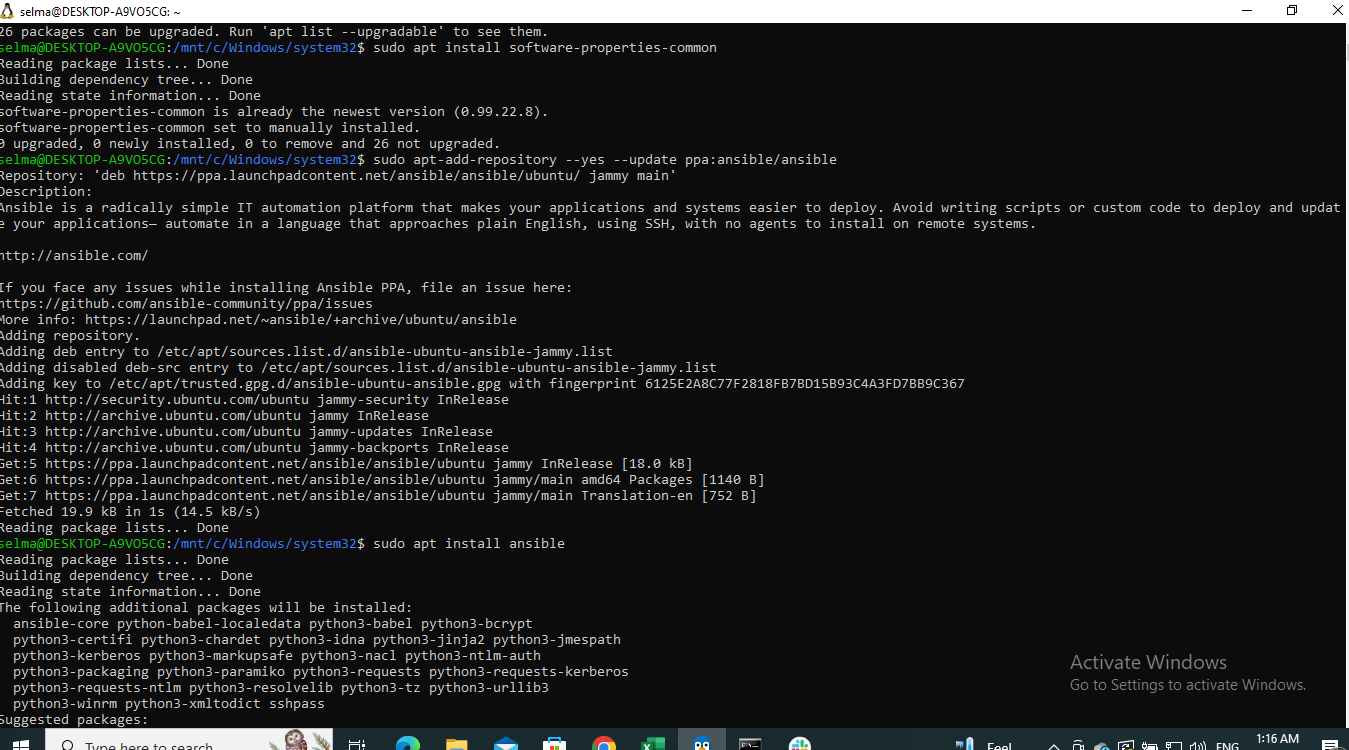 selma@DESKTOP-A9VO5CG: ~
26 packages can be upgraded. Run 'apt list --upgradable' to see them.
selma@DESKTOP-A9VO5CG:/mnt/c/Windows/system32$ sudo apt install software-properties-common
Reading package lists... Done
Building dependency tree... Done
Reading state information... Done
software-properties-common is already the newest version (0.99.22.8).
software-properties-common set to manually installed.
0 upgraded, 0 newly installed, 0 to remove and 26 not upgraded.
selma@DESKTOP-A9VO5CG:/mnt/c/Windows/system32$ sudo apt-add-repository --yes --update ppa:ansible/ansible
Repository: 'deb https://ppa.launchpadcontent.net/ansible/ansible/ubuntu/ jammy main'
Description:
Ansible is a radically simple IT automation platform that makes your applications and systems easier to deploy. Avoid writing scripts or custom code to deploy and updat
e your applications— automate in a language that approaches plain English, using SSH, with no agents to install on remote systems.
http://ansible.com/
If you face any issues while installing Ansible PPA, file an issue here:
https://github.com/ansible-community/ppa/issues
More info: https://launchpad.net/~ansible/+archive/ubuntu/ansible
Adding repository.
Adding deb entry to /etc/apt/sources.list.d/ansible-ubuntu-ansible-jammy.list
Adding disabled deb-src entry to /etc/apt/sources.list.d/ansible-ubuntu-ansible-jammy.list
Adding key to /etc/apt/trusted.gpg.d/ansible-ubuntu-ansible.gpg with fingerprint 6125E2A8C77F2818FB7BD15B93C4A3FD7BB9C367
Hit:1 http://security.ubuntu.com/ubuntu jammy-security InRelease
Hit:2 http://archive.ubuntu.com/ubuntu jammy InRelease
Hit:3 http://archive.ubuntu.com/ubuntu jammy-updates InRelease
Hit:4 http://archive.ubuntu.com/ubuntu jammy-backports InRelease
Get:5 https://ppa.launchpadcontent.net/ansible/ansible/ubuntu jammy InRelease [18.0 kB]
Get:6 https://ppa.launchpadcontent.net/ansible/ansible/ubuntu jammy/main amd64 Packages [1140 B]
Get:7 https://ppa.launchpadcontent.net/ansible/ansible/ubuntu jammy/main Translation-en [752 B]
Fetched 19.9 kB in 1s (14.5 kB/s)
Reading package lists... Done
selma@DESKTOP-A9VO5CG:/mnt/c/Windows/system32$ sudo apt install ansible
Reading package lists... Done
Building dependency tree... Done
Reading state information... Done
The following additional packages will be installed:
ansible-core python-babel-localedata python3-babel python3-bcrypt
python3-certifi python3-chardet python3-idna python3-jinja2 python3-jmespath
python3-kerberos python3-markupsafe python3-nacl python3-ntlm-auth
python3-packaging python3-paramiko python3-requests python3-requests-kerberos
python3-requests-ntlm python3-resolvelib python3-tz python3-urllib3
python3-winrm python3-xmltodict sshpass
Suggested packages:
Activate Windows
Go to Settings to activate Windows.
Type here to search
Feel
ENG
1:16 AM